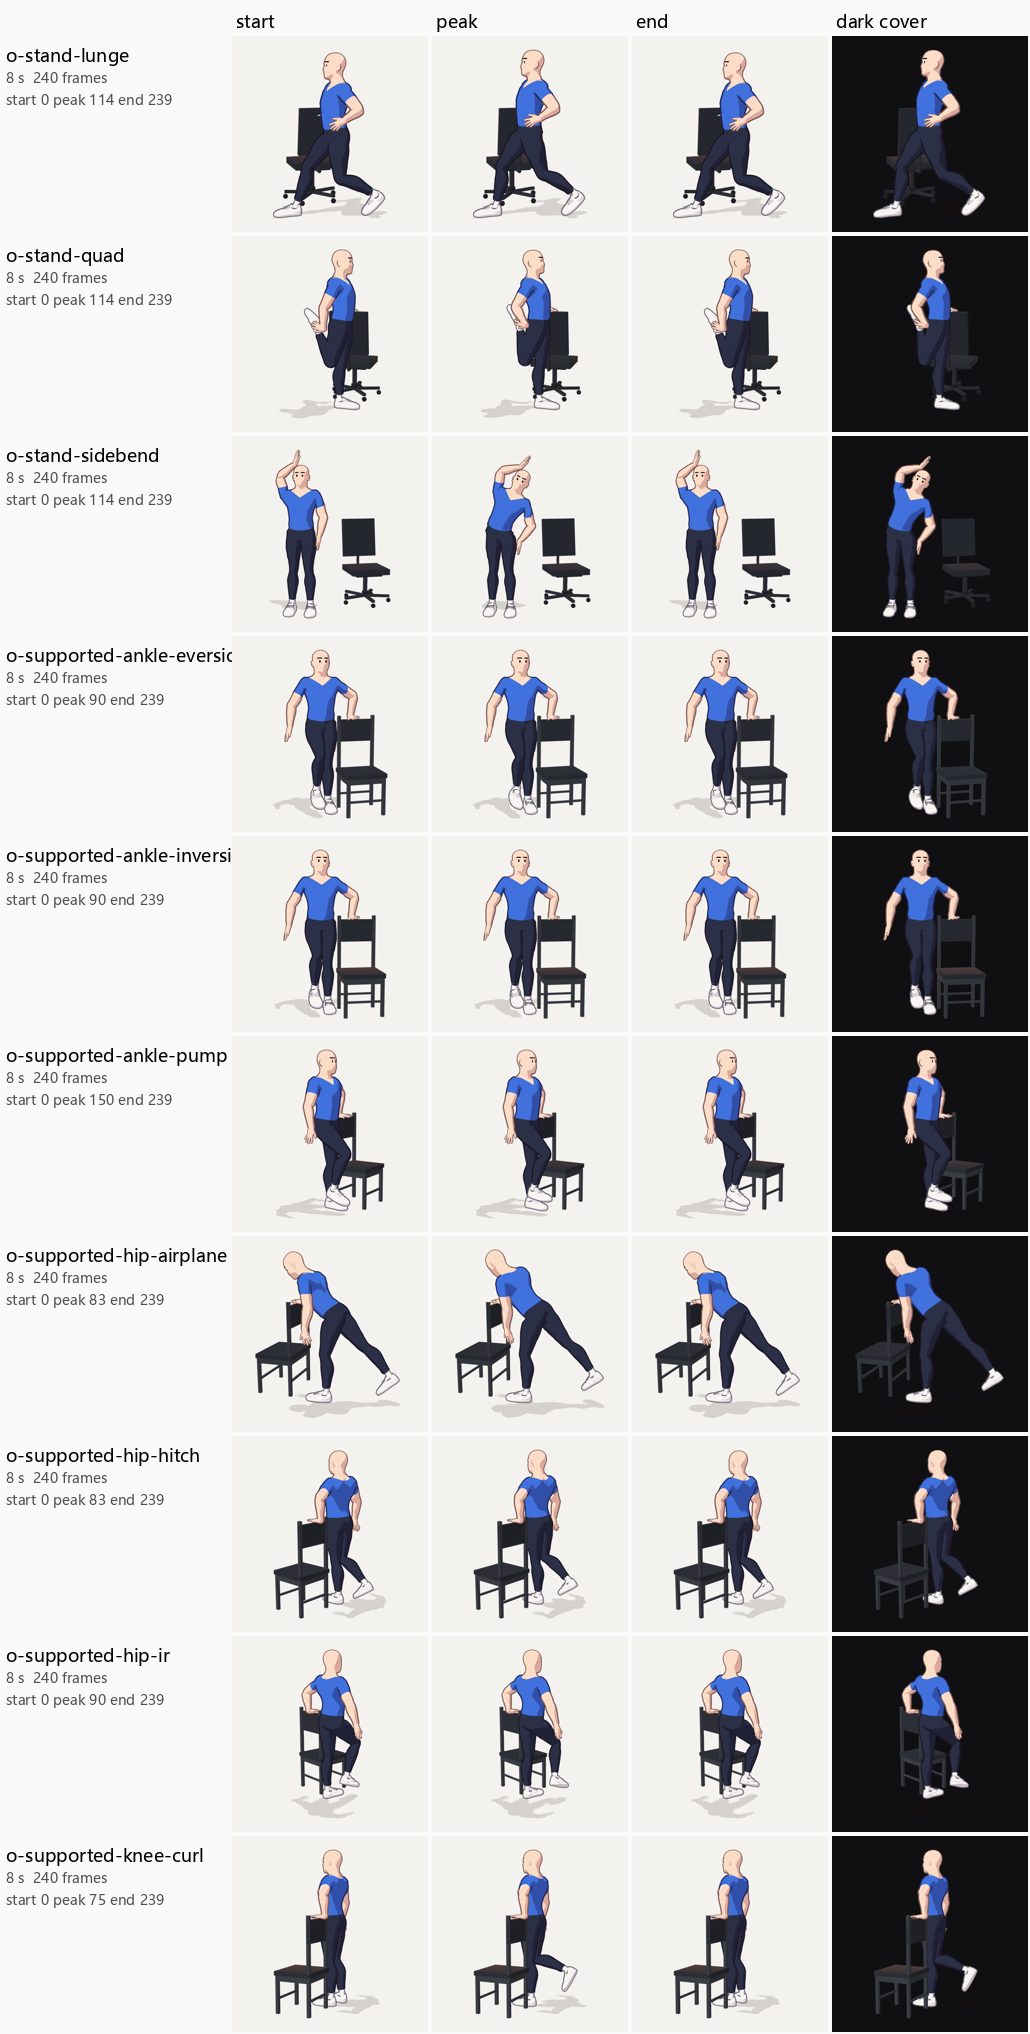 start peak end dark cover
o-stand-lunge
8 s 240 frames
start 0 peak 114 end 239
o-stand-quad
8 s 240 frames
start 0 peak 114 end 239
o-stand-sidebend
8 s 240 frames
start 0 peak 114 end 239
o-supported-ankle-eversic
8 s 240 frames
start 0 peak 90 end 239
o-supported-ankle-inversi
8 s 240 frames
start 0 peak 90 end 239
o-supported-ankle-pump
8 s 240 frames
start 0 peak 150 end 239
o-supported-hip-airplane
8 s 240 frames
start 0 peak 83 end 239
o-supported-hip-hitch
8 s 240 frames
start 0 peak 83 end 239
o-supported-hip-ir
8 s 240 frames
start 0 peak 90 end 239
o-supported-knee-curl
8 s 240 frames
start 0 peak 75 end 239